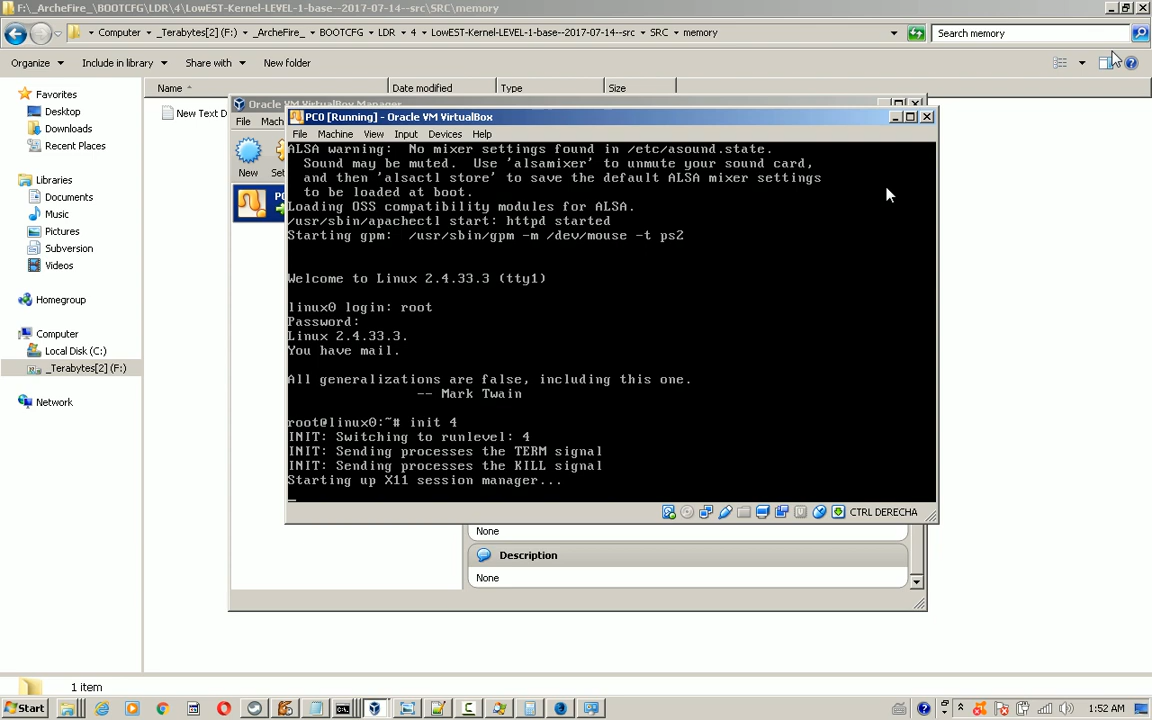 F:\_ArcheFire_\BOOTCFG\LDR\4\LowEST-Kernel-LEVEL-1-base--2017-07-14--src\SRC\memory
Computer
_Terabytes[2] (F:)
_ArcheFire_
BOOTCFG
LDR
4
LowEST-Kernel-LEVEL-1-base--2017-07-14--src
SRC
memory
Search memory
Organize
Include in library
Share with
New folder
Favorites
Desktop
Downloads
Recent Places
Libraries
Documents
Music
Pictures
Subversion
Videos
Homegroup
Computer
Local Disk (C:)
_Terabytes[2] (F:)
Network
Name
Date modified
Type
Size
New Text D
Oracle VM VirtualBox Manager
File
New
PC0 [Running] - Oracle VM VirtualBox
File Machine View Input Devices Help
ALSA warning: No mixer settings found in /etc/asound.state.
Sound may be muted. Use 'alsamixer' to unmute your sound card,
and then 'alsactl store' to save the default ALSA mixer settings
to be loaded at boot.
Loading OSS compatibility modules for ALSA.
/usr/sbin/apachectl start: httpd started
Starting gpm: /usr/sbin/gpm -m /dev/mouse -t ps2
Welcome to Linux 2.4.33.3 (tty1)
linux0 login: root
Password:
Linux 2.4.33.3.
You have mail.
All generalizations are false, including this one.
-- Mark Twain
root@linux0:~# init 4
INIT: Switching to runlevel: 4
INIT: Sending processes the TERM signal
INIT: Sending processes the KILL signal
Starting up X11 session manager...
_
CTRL DERECHA
None
Description
None
1 item
Start
1:52 AM